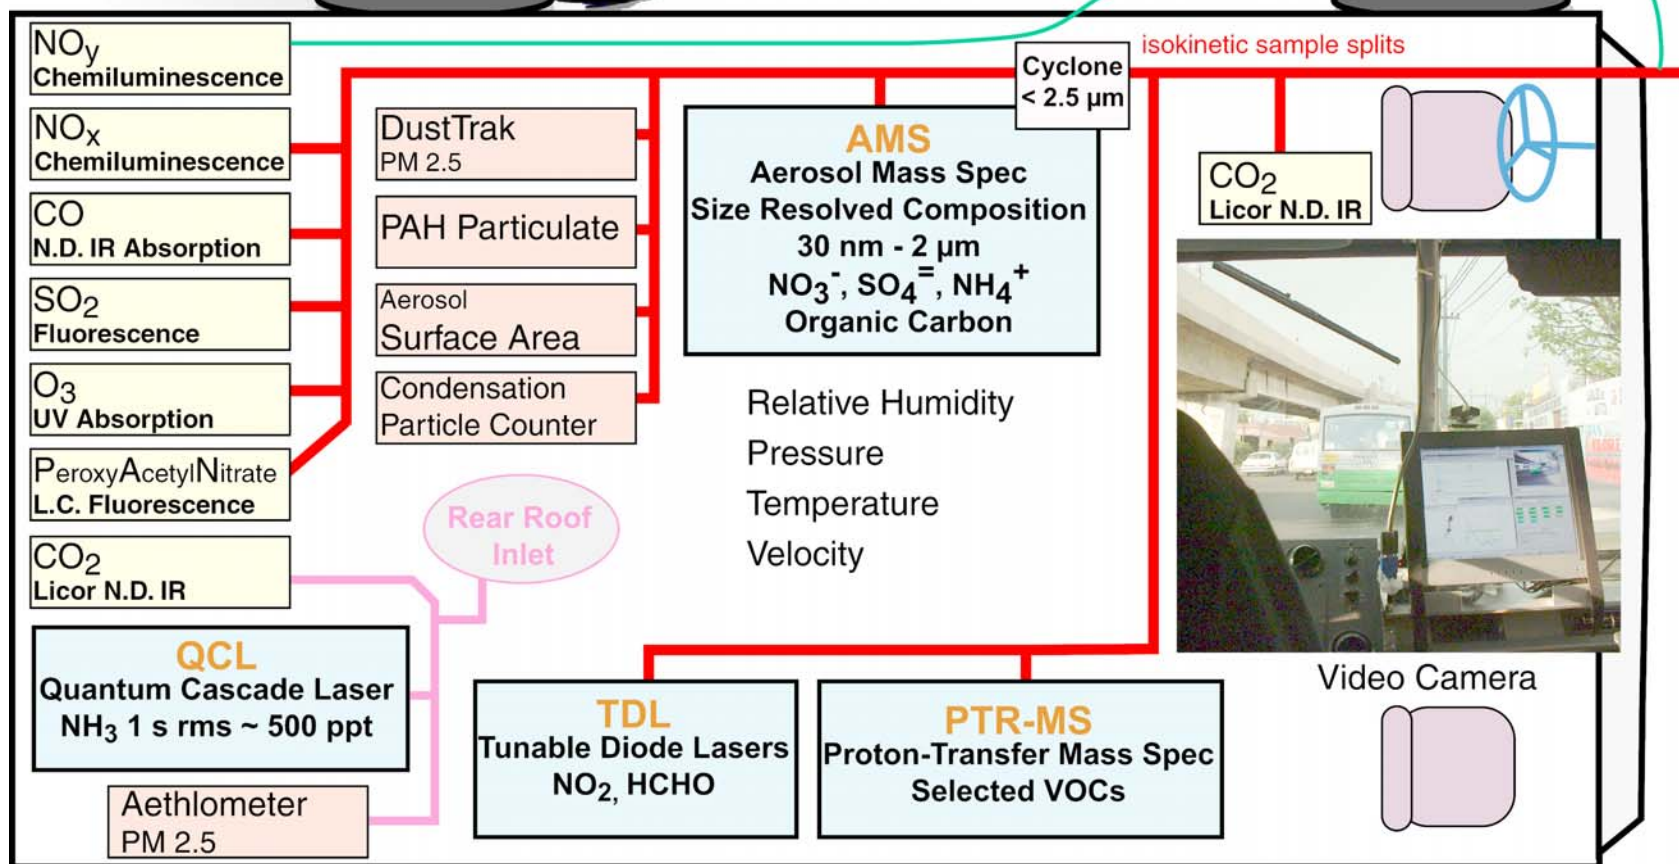 NOy
Chemiluminescence
NOx
Chemiluminescence
CO
N.D. IR Absorption
SO₂
Fluorescence
O₃
UV Absorption
PeroxyAcetylNitrate
L.C. Fluorescence
CO₂
Licor N.D. IR
QCL
Quantum Cascade Laser
NH₃ 1 s rms ~ 500 ppt
Aethlometer
PM 2.5
DustTrak
PM 2.5
PAH Particulate
Aerosol
Surface Area
Condensation
Particle Counter
Rear Roof
Inlet
Cyclone
< 2.5 µm
isokinetic sample splits
AMS
Aerosol Mass Spec
Size Resolved Composition
30 nm - 2 µm
NO₃⁻, SO₄⁼, NH₄⁺
Organic Carbon
Relative Humidity
Pressure
Temperature
Velocity
TDL
Tunable Diode Lasers
NO₂, HCHO
PTR-MS
Proton-Transfer Mass Spec
Selected VOCs
CO₂
Licor N.D. IR
Video Camera